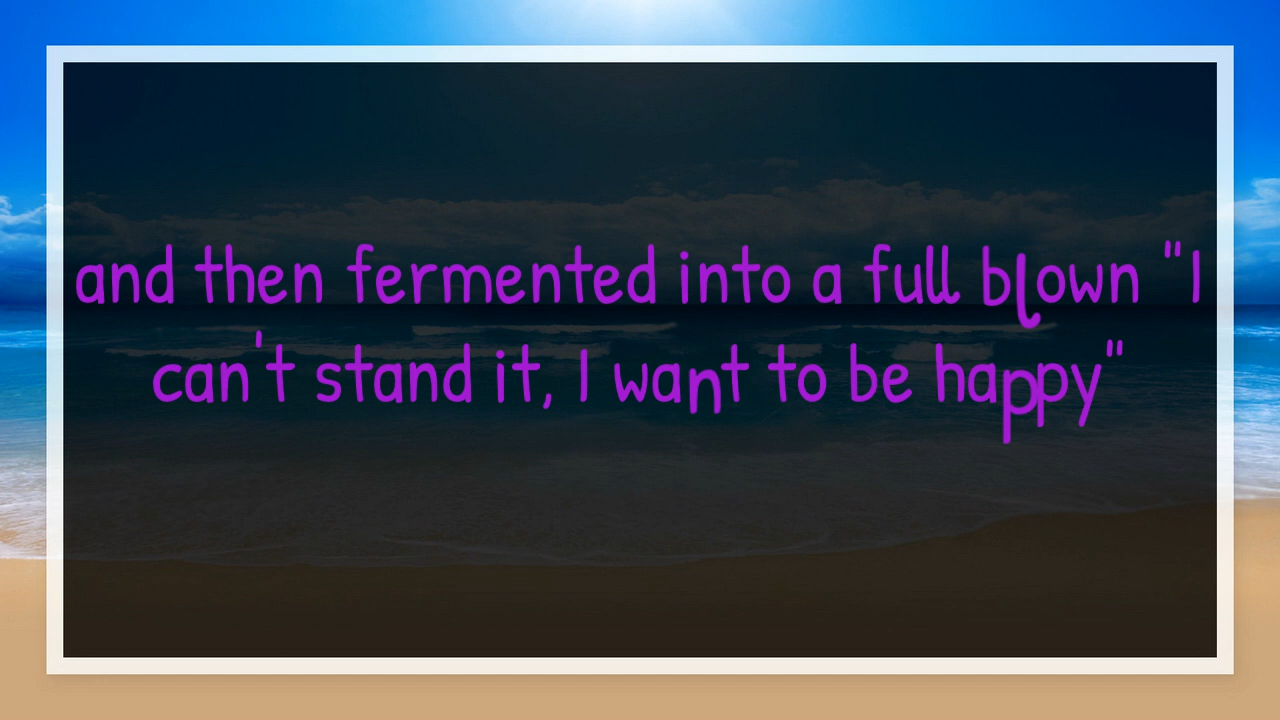 and then fermented into a full blown "I
can't stand it, I want to be happy"